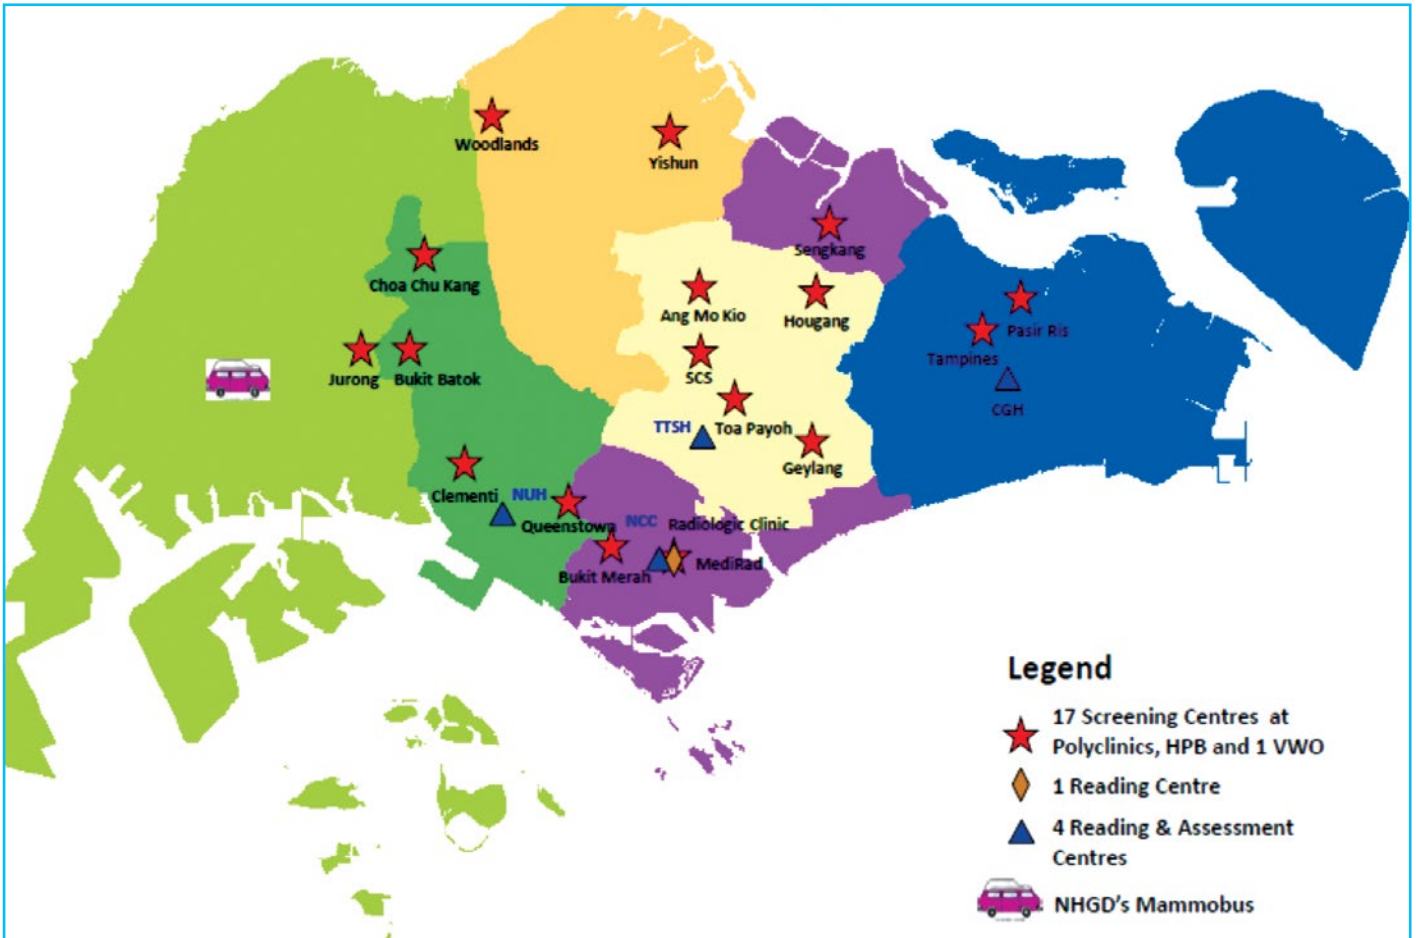 Woodlands
Yishun
Sengkang
Choa Chu Kang
Ang Mo Kio
Hougang
Pasir Ris
Tampines
Jurong
Bukit Batok
SCS
CGH
TTSH
Toa Payoh
Geylang
Clementi
NUH
Queenstown
NCC
Radiologic Clinic
Bukit Merah
MediRad
Legend
17 Screening Centres at
Polyclinics, HPB and 1 VWO
1 Reading Centre
4 Reading & Assessment
Centres
NHGD's Mammobus